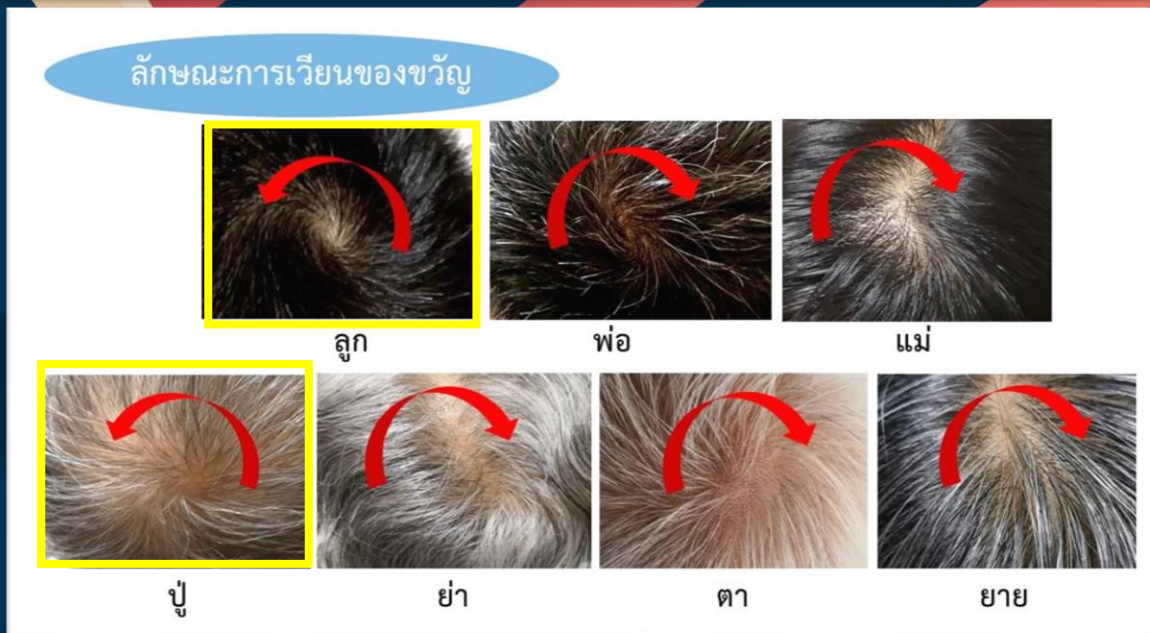 ลักษณะการเวียนของขวัญ
ลูก พ่อ แม่
ปู่ ย่า ตา ยาย